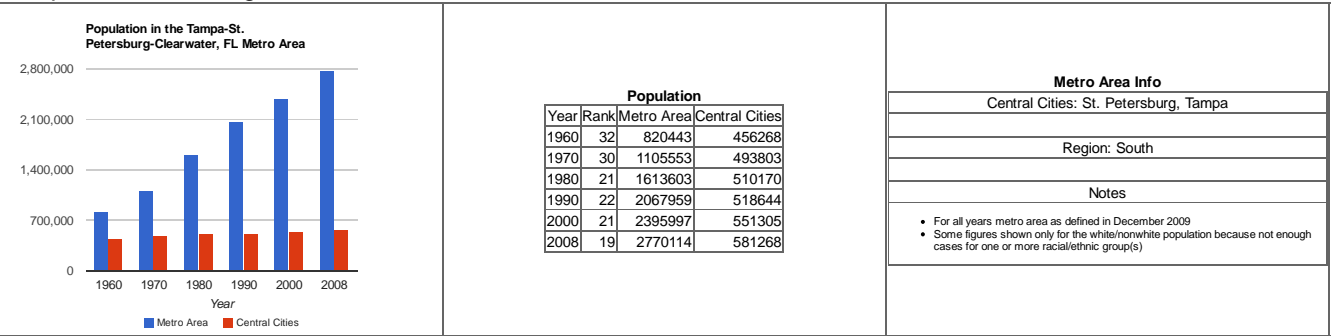 Population in the Tampa-St.
Petersburg-Clearwater, FL Metro Area
2,800,000
2,100,000
1,400,000
700,000
0
1960 1970 1980 1990 2000 2008
Year
Metro Area Central Cities
Population
Year Rank Metro Area Central Cities
1960 32 820443 456268
1970 30 1105553 493803
1980 21 1613603 510170
1990 22 2067959 518644
2000 21 2395997 551305
2008 19 2770114 581268
Metro Area Info
Central Cities: St. Petersburg, Tampa
Region: South
Notes
• For all years metro area as defined in December 2009
• Some figures shown only for the white/nonwhite population because not enough
cases for one or more racial/ethnic group(s)